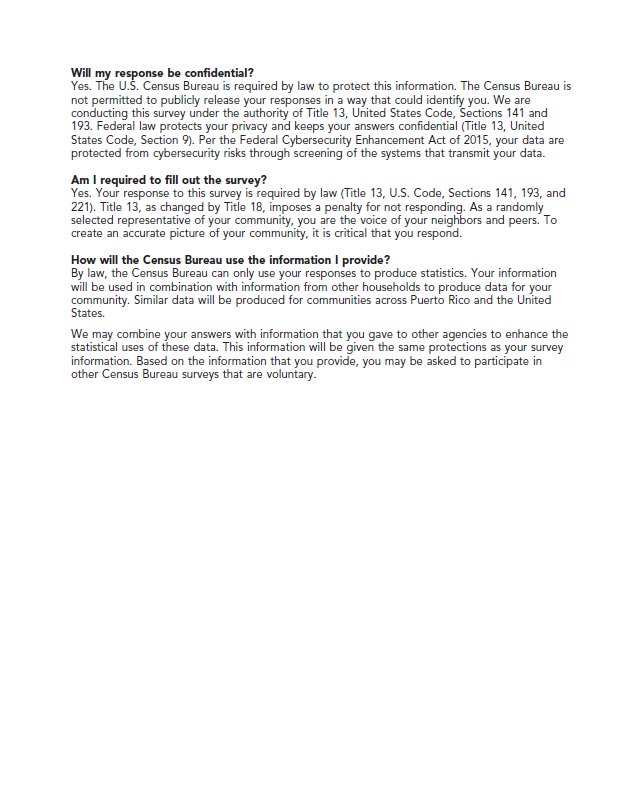 Will my response be confidential?
Yes. The U.S. Census Bureau is required by law to protect this information. The Census Bureau is
not permitted to publicly release your responses in a way that could identify you. We are
conducting this survey under the authority of Title 13, United States Code, Sections 141 and
193. Federal law protects your privacy and keeps your answers confidential (Title 13, United
States Code, Section 9). Per the Federal Cybersecurity Enhancement Act of 2015, your data are
protected from cybersecurity risks through screening of the systems that transmit your data.
Am I required to fill out the survey?
Yes. Your response to this survey is required by law (Title 13, U.S. Code, Sections 141, 193, and
221). Title 13, as changed by Title 18, imposes a penalty for not responding. As a randomly
selected representative of your community, you are the voice of your neighbors and peers. To
create an accurate picture of your community, it is critical that you respond.
How will the Census Bureau use the information I provide?
By law, the Census Bureau can only use your responses to produce statistics. Your information
will be used in combination with information from other households to produce data for your
community. Similar data will be produced for communities across Puerto Rico and the United
States.
We may combine your answers with information that you gave to other agencies to enhance the
statistical uses of these data. This information will be given the same protections as your survey
information. Based on the information that you provide, you may be asked to participate in
other Census Bureau surveys that are voluntary.